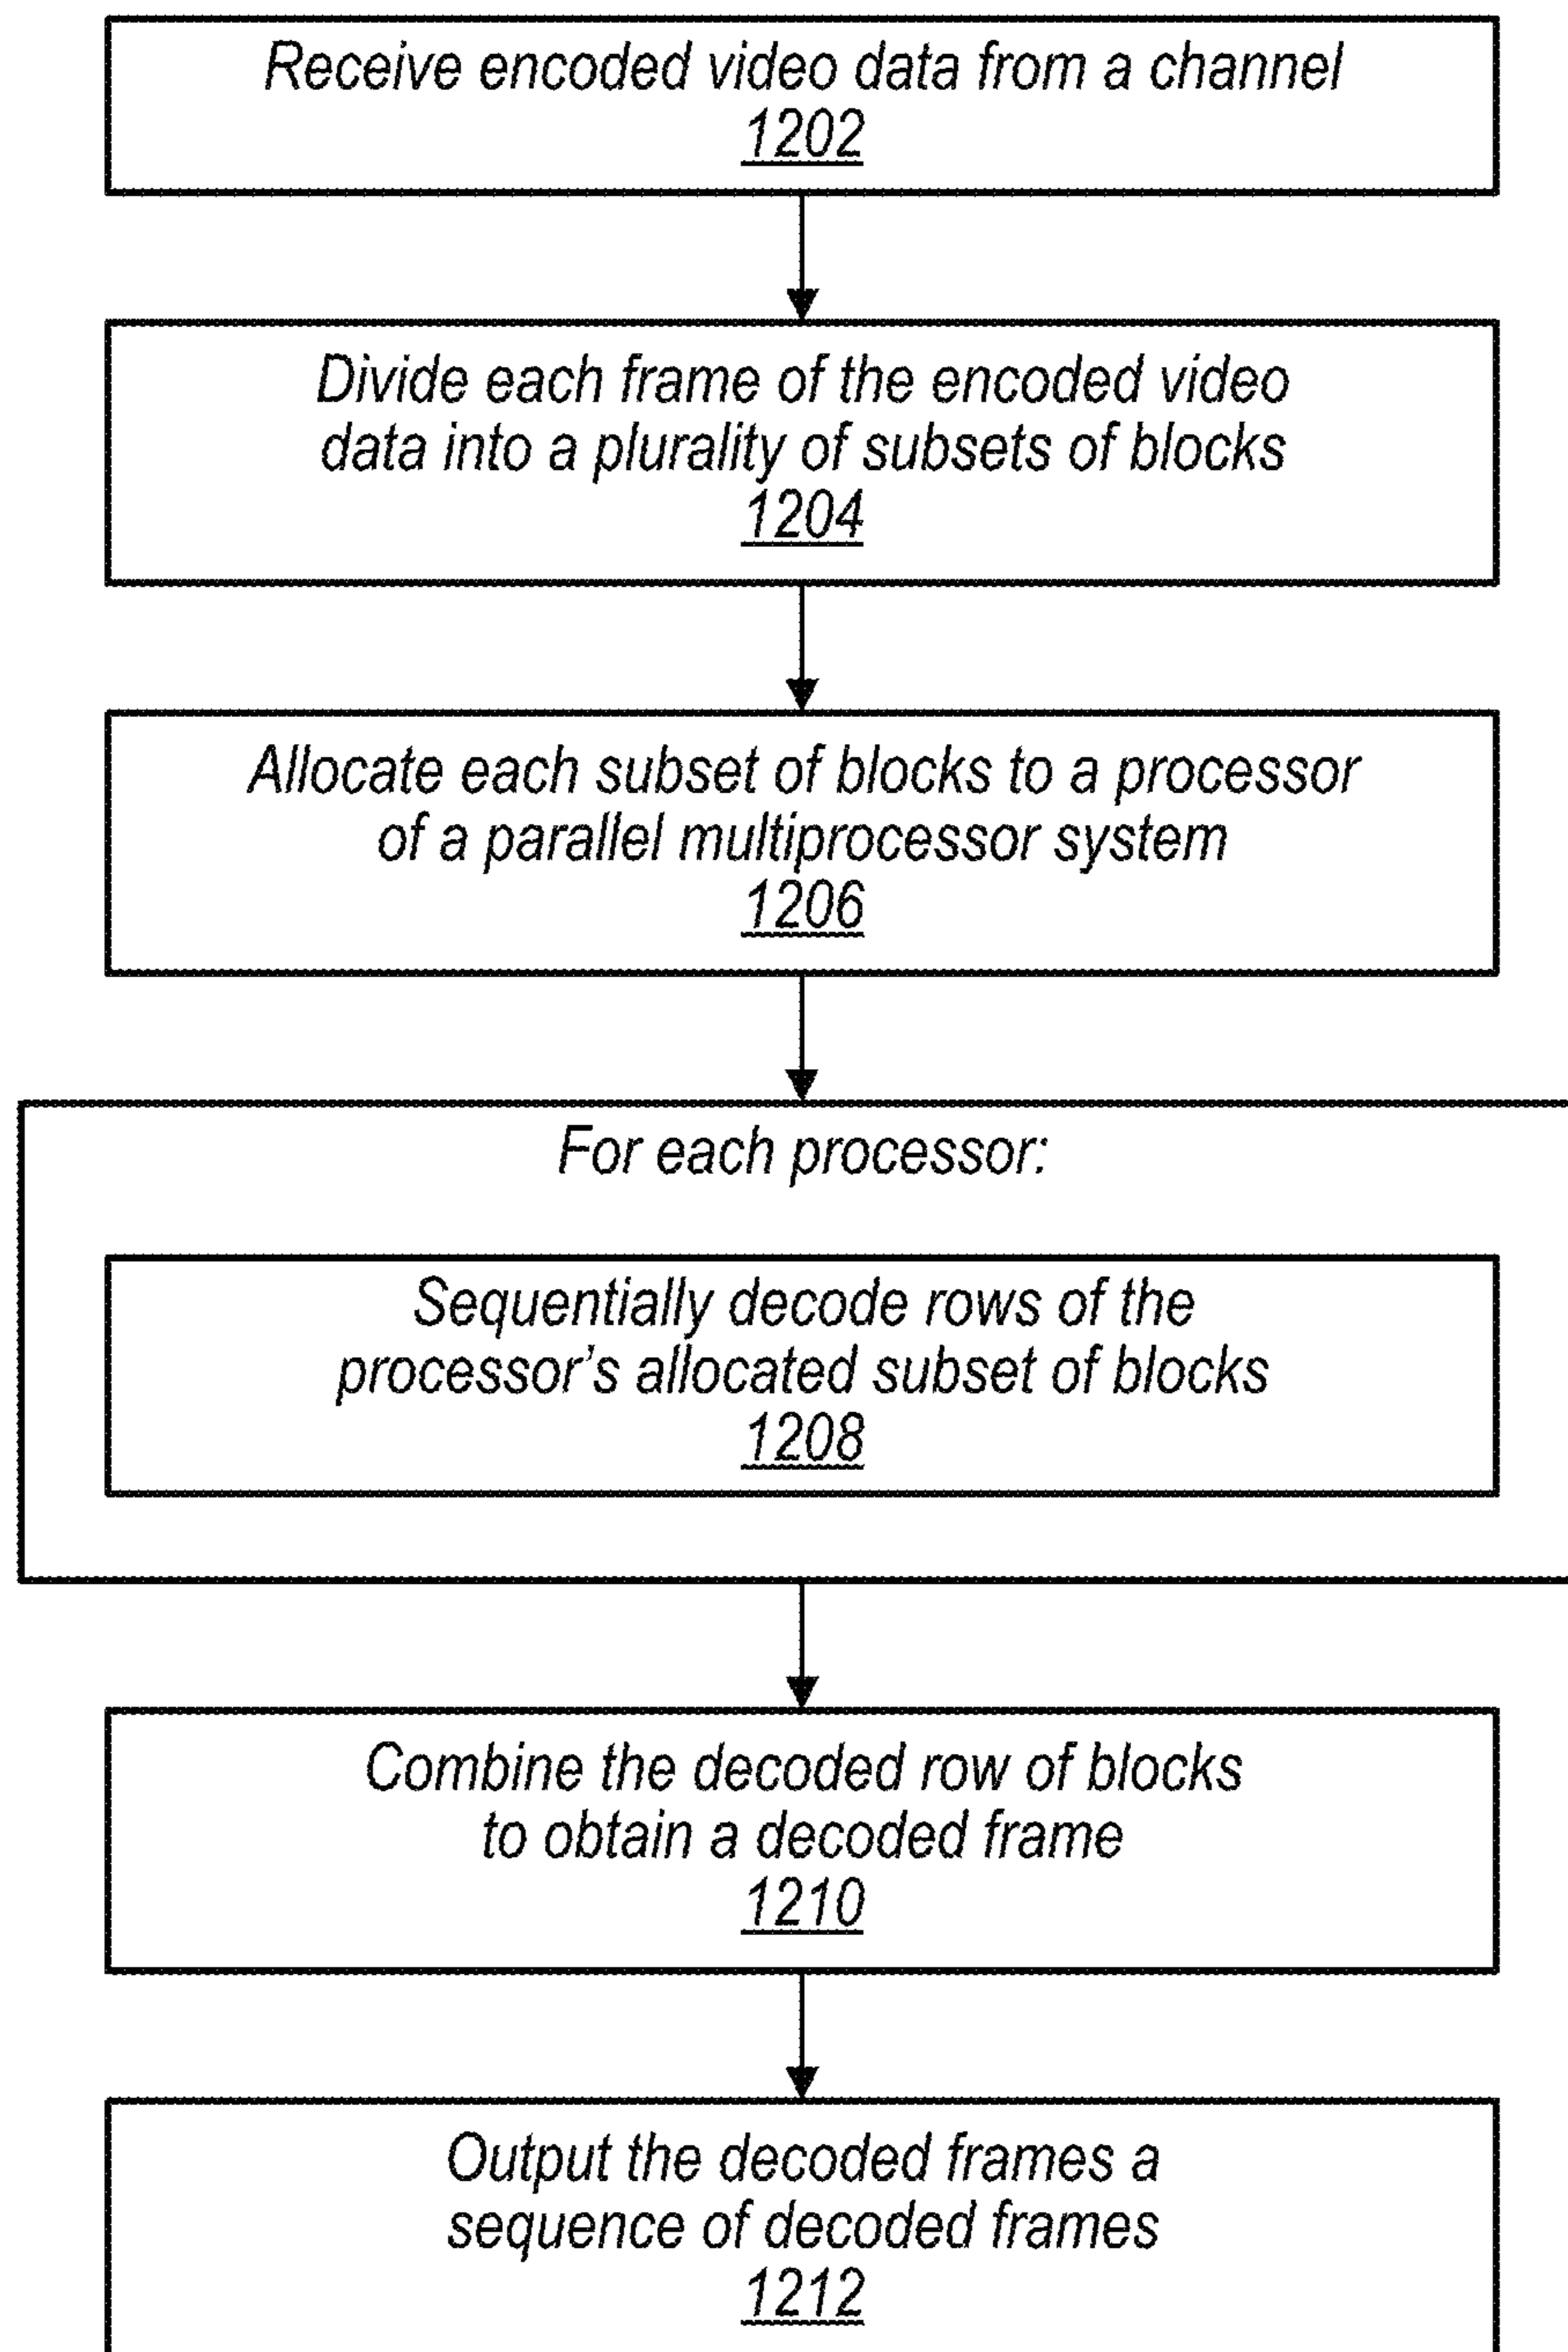 Receive encoded video data from a channel
1202
Divide each frame of the encoded video
data into a plurality of subsets of blocks
1204
Allocate each subset of blocks to a processor
of a parallel multiprocessor system
1206
For each processor:
Sequentially decode rows of the
processor's allocated subset of blocks
1208
Combine the decoded row of blocks
to obtain a decoded frame
1210
Output the decoded frames a
sequence of decoded frames
1212